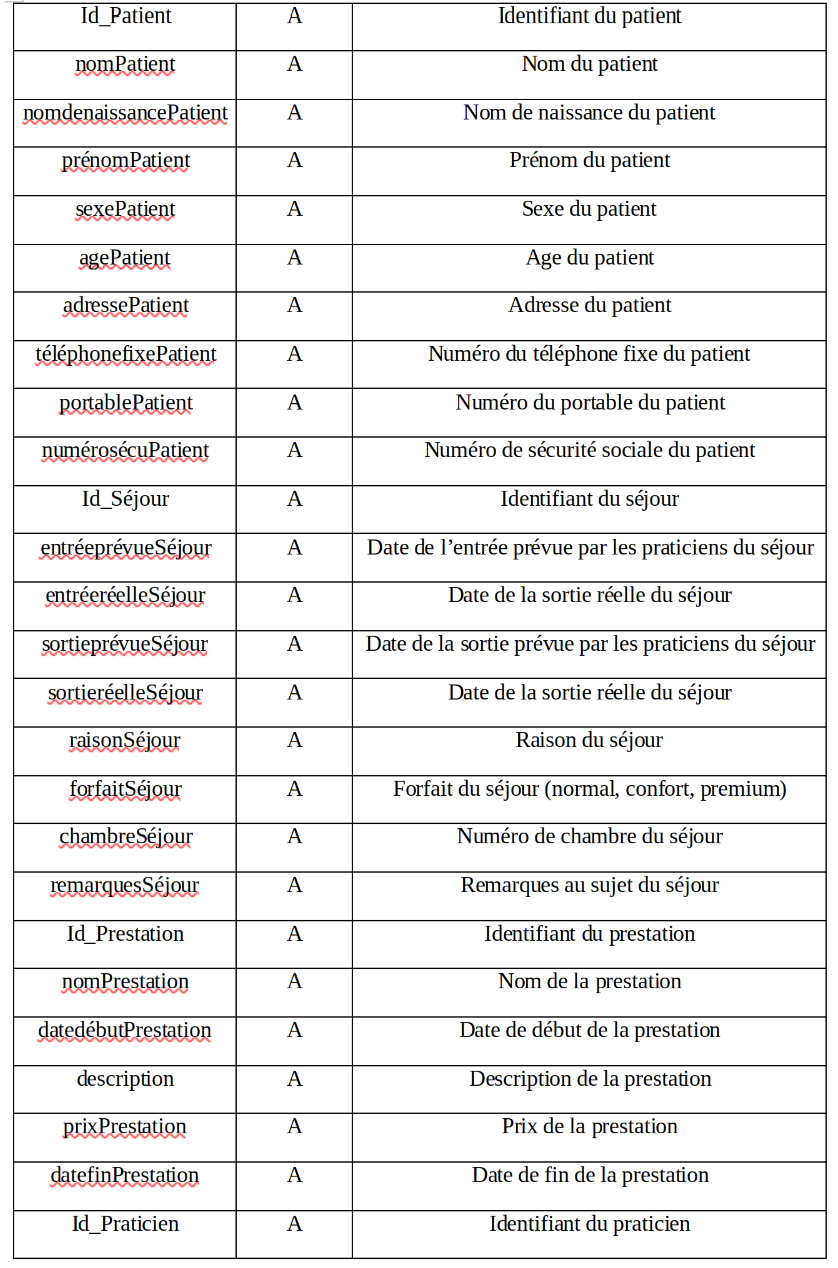 Id_Patient A Identifiant du patient
nomPatient A Nom du patient
nomdenaissancePatient A Nom de naissance du patient
prénomPatient A Prénom du patient
sexePatient A Sexe du patient
agePatient A Age du patient
adressePatient A Adresse du patient
téléphonefixePatient A Numéro du téléphone fixe du patient
portablePatient A Numéro du portable du patient
numérosécuPatient A Numéro de sécurité sociale du patient
Id_Séjour A Identifiant du séjour
entréeprévueSéjour A Date de l’entrée prévue par les praticiens du séjour
entréeréelleSéjour A Date de la sortie réelle du séjour
sortieprévueSéjour A Date de la sortie prévue par les praticiens du séjour
sortieréelleSéjour A Date de la sortie réelle du séjour
raisonSéjour A Raison du séjour
forfaitSéjour A Forfait du séjour (normal, confort, premium)
chambreSéjour A Numéro de chambre du séjour
remarquesSéjour A Remarques au sujet du séjour
Id_Prestation A Identifiant du prestation
nomPrestation A Nom de la prestation
datedébutPrestation A Date de début de la prestation
description A Description de la prestation
prixPrestation A Prix de la prestation
datefinPrestation A Date de fin de la prestation
Id_Praticien A Identifiant du praticien